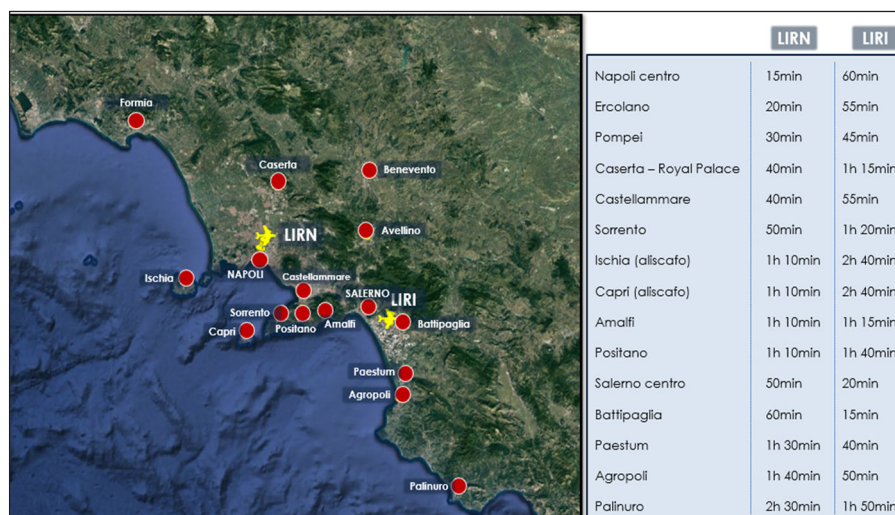 Formia
Caserta
Benevento
LIRN
Avellino
NAPOLI
Ischia
Castellammare
SALERNO
LIRI
Sorrento
Positano
Amalfi
Battipaglia
Capri
Paestum
Agropoli
Palinuro
LIRN LIRI
Napoli centro 15min 60min
Ercolano 20min 55min
Pompei 30min 45min
Caserta – Royal Palace 40min 1h 15min
Castellammare 40min 55min
Sorrento 50min 1h 20min
Ischia (aliscafo) 1h 10min 2h 40min
Capri (aliscafo) 1h 10min 2h 40min
Amalfi 1h 10min 1h 15min
Positano 1h 10min 1h 40min
Salerno centro 50min 20min
Battipaglia 60min 15min
Paestum 1h 30min 40min
Agropoli 1h 40min 50min
Palinuro 2h 30min 1h 50min